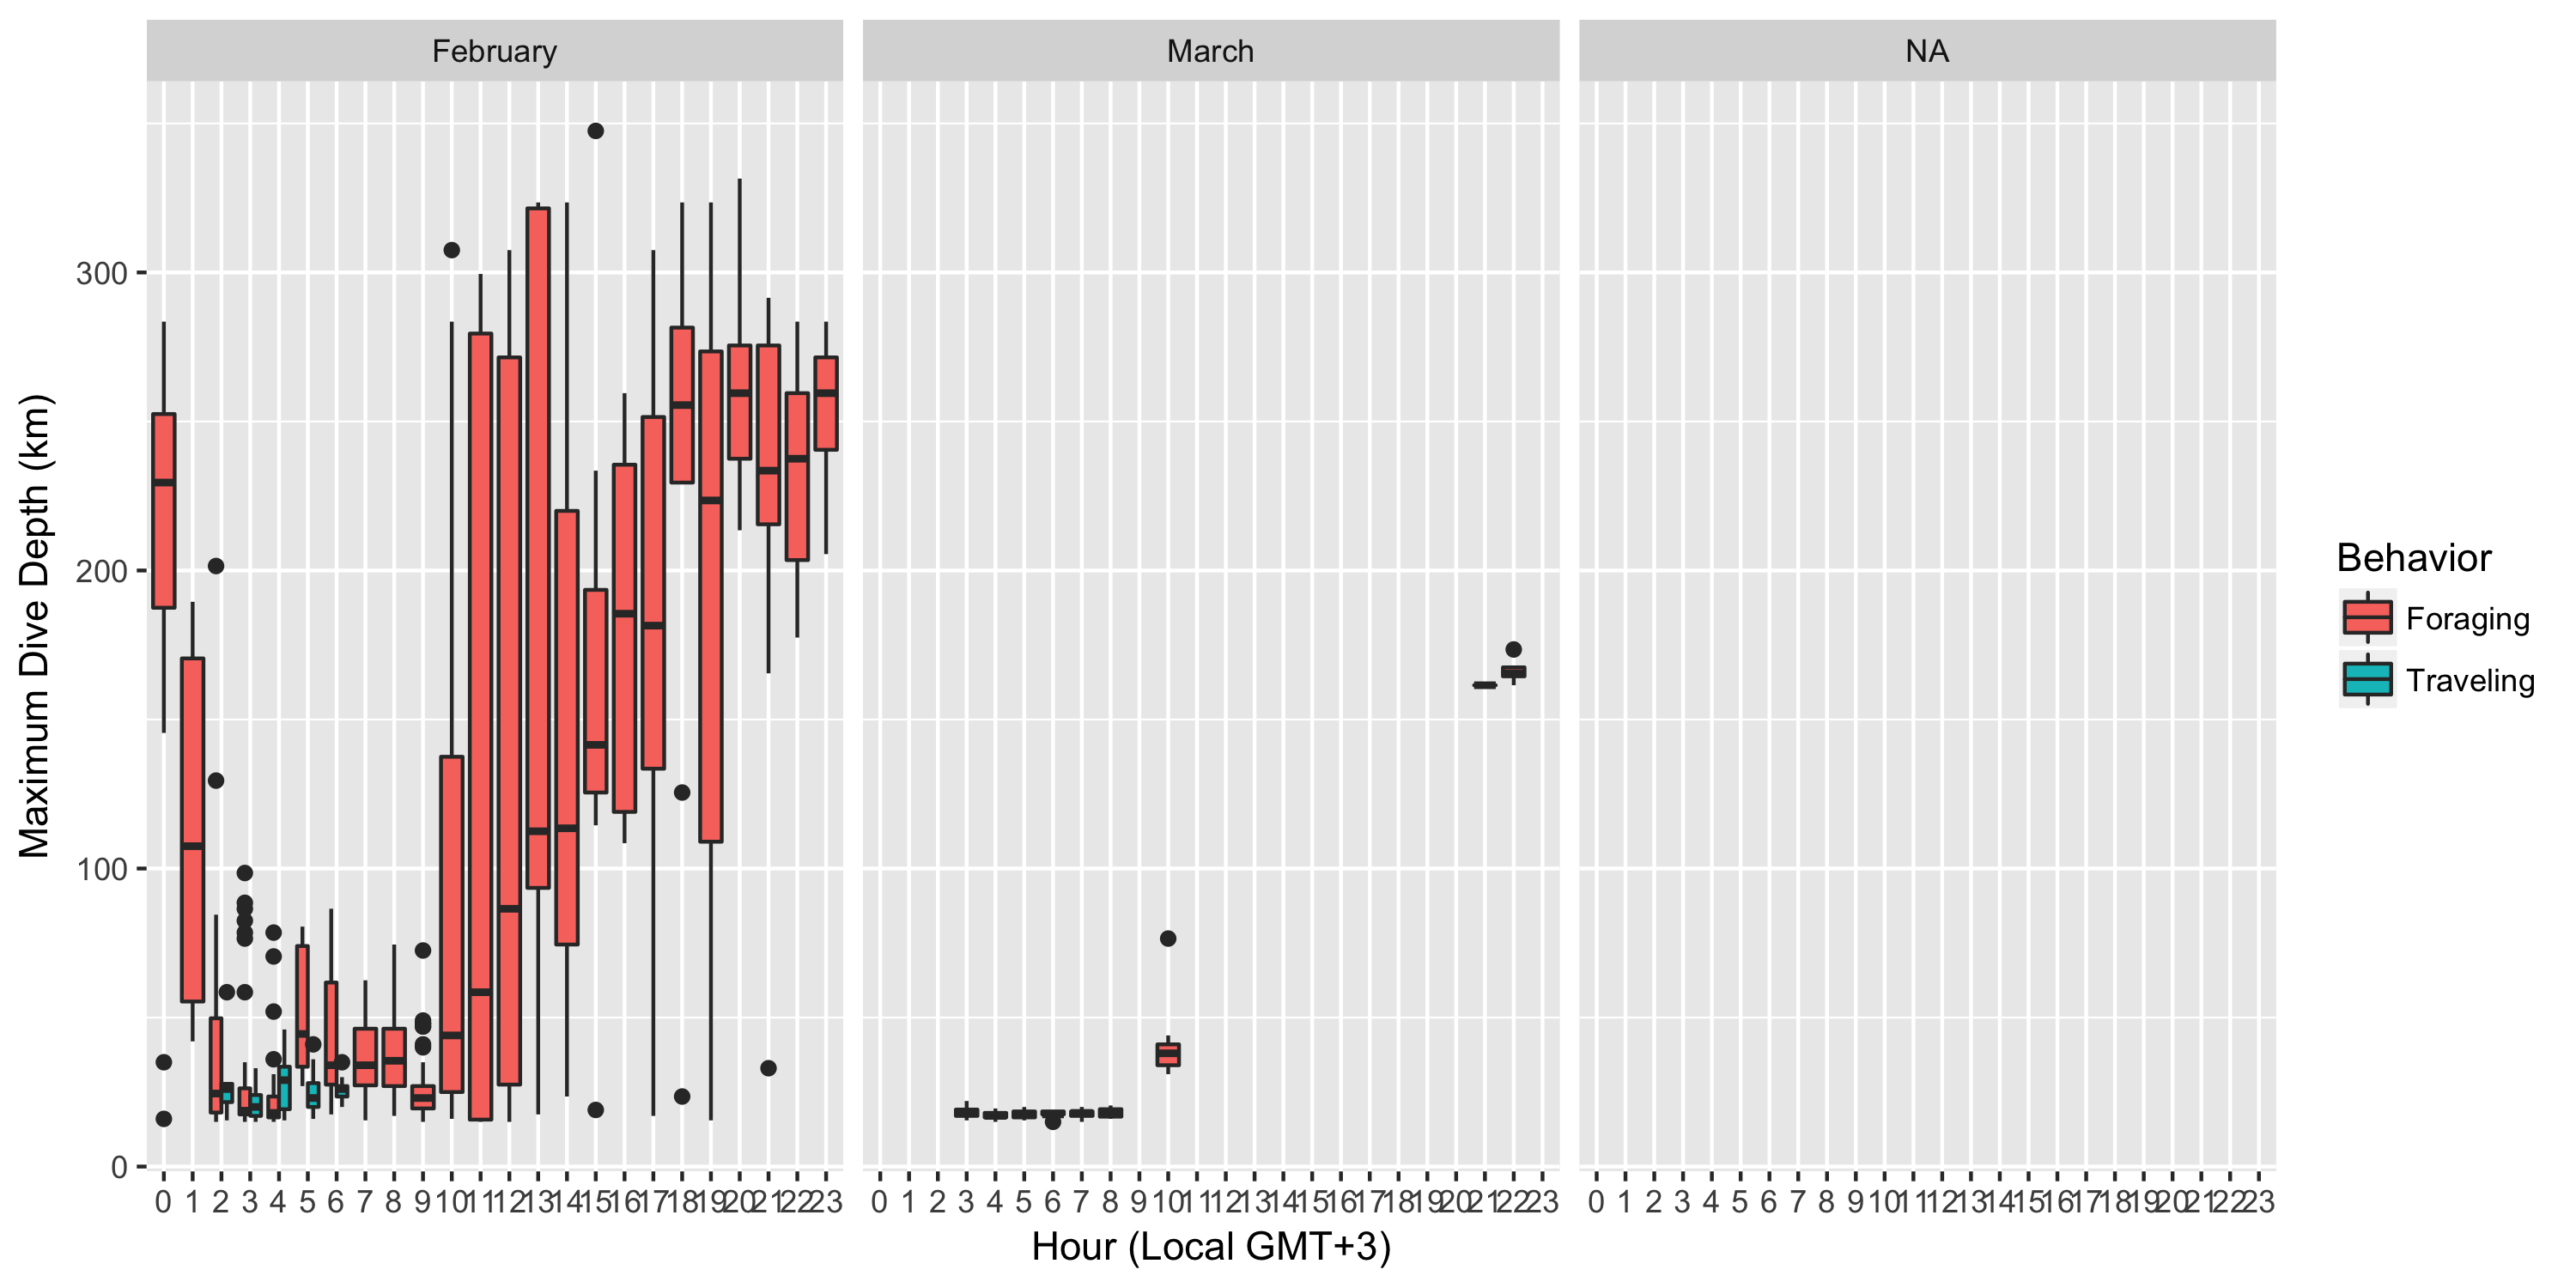 February March NA
300
200
100
0
Maximum Dive Depth (km)
0 1 2 3 4 5 6 7 8 9 10 11 12 13 14 15 16 17 18 19 20 21 22 23 0 1 2 3 4 5 6 7 8 9 10 11 12 13 14 15 16 17 18 19 20 21 22 23 0 1 2 3 4 5 6 7 8 9 10 11 12 13 14 15 16 17 18 19 20 21 22 23
Hour (Local GMT+3)
Behavior
Foraging
Traveling